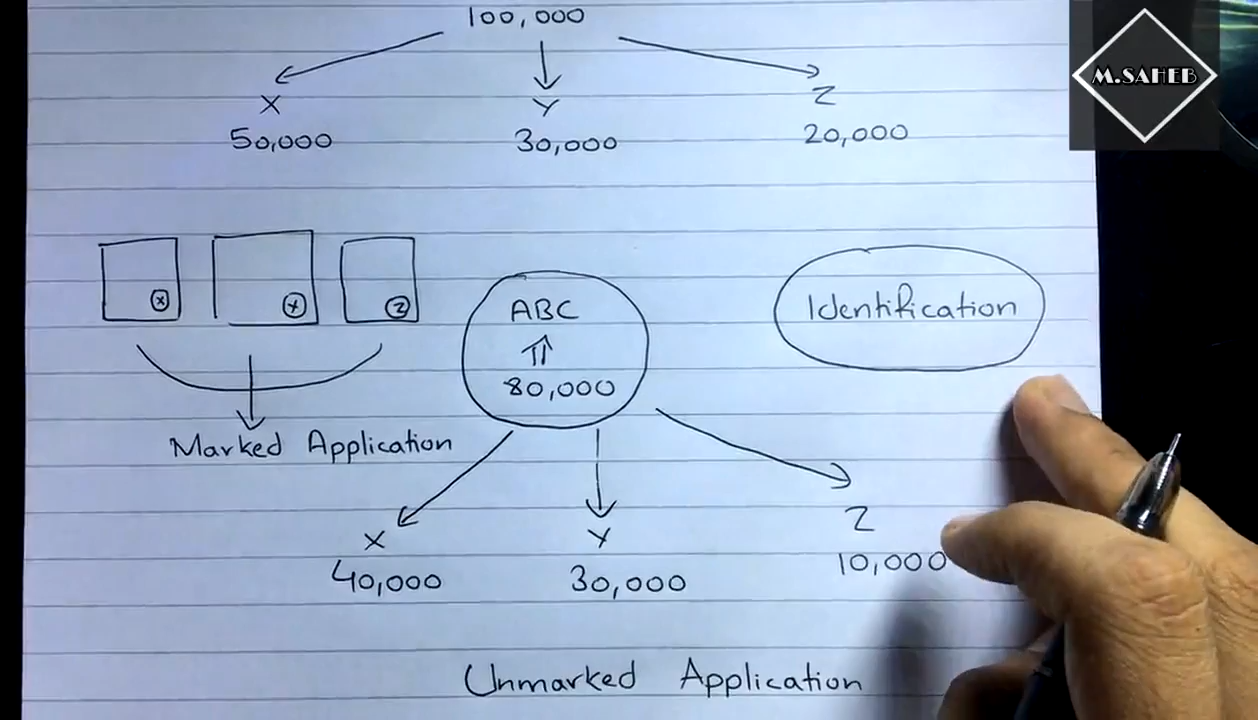 100,000
X Y Z
50,000 30,000 20,000
M.SAHEB
X Y Z
ABC
80,000
Identification
Marked Application
X Y Z
40,000 30,000 10,000
Unmarked Application